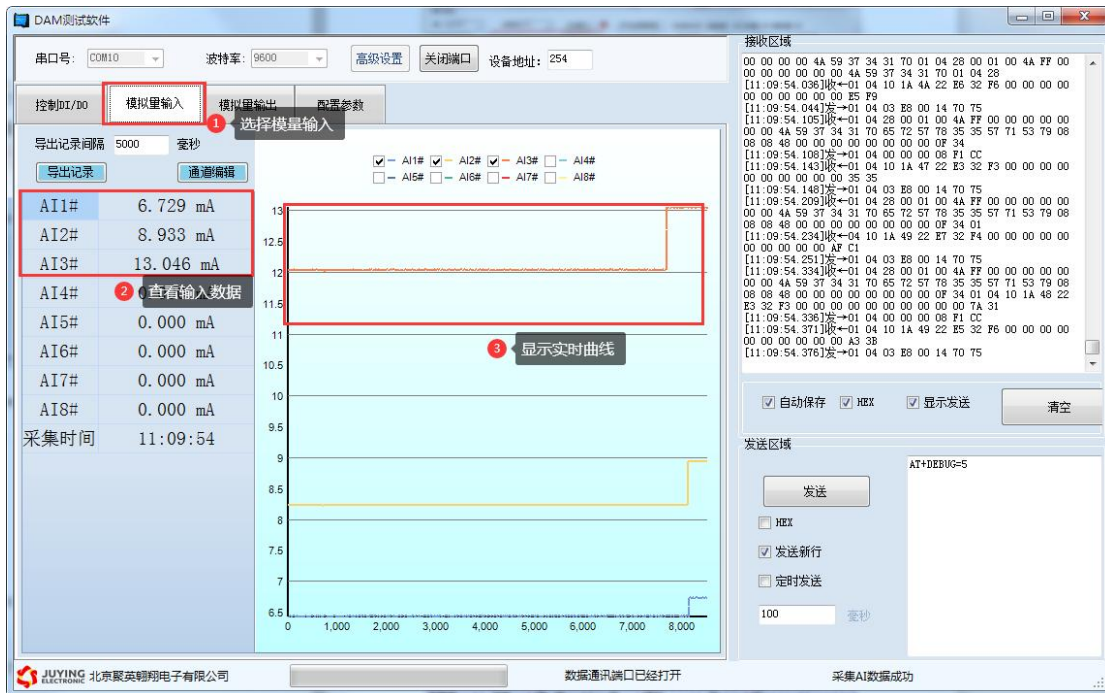 DAM测试软件
串口号: COM10 波特率: 9600 高级设置 关闭端口 设备地址: 254
控制DI/DO 模拟里输入 模拟里输出 配置参数
1 选择模量输入
导出记录间隔 5000 毫秒
导出记录 通道编辑
AI1# 6.729 mA
AI2# 8.933 mA
AI3# 13.046 mA
AI4#
2 查看输入数据
AI5# 0.000 mA
AI6# 0.000 mA
AI7# 0.000 mA
AI8# 0.000 mA
采集时间 11:09:54
AI1# AI2# AI3# AI4#
AI5# AI6# AI7# AI8#
13
12.5
12
11.5
11
10.5
10
9.5
9
8.5
8
7.5
7
6.5
0 1,000 2,000 3,000 4,000 5,000 6,000 7,000 8,000
3 显示实时曲线
接收区域
00 00 00 00 4A 59 37 34 31 70 01 04 28 00 01 00 4A FF 00
00 00 00 00 00 00 4A 59 37 34 31 70 01 04 28
[11:09:54.036]收←01 04 10 1A 4A 22 E6 32 F6 00 00 00 00
00 00 00 00 00 00 E5 F9
[11:09:54.044]发→01 04 03 E8 00 14 70 75
[11:09:54.105]收←01 04 28 00 01 00 4A FF 00 00 00 00 00
00 00 4A 59 37 34 31 70 65 72 57 78 35 35 57 71 53 79 08
08 08 48 00 00 00 00 00 00 00 00 00 0F 34
[11:09:54.108]发→01 04 00 00 00 08 F1 CC
[11:09:54.143]收←01 04 10 1A 47 22 E3 32 F3 00 00 00 00
00 00 00 00 00 00 35 35
[11:09:54.148]发→01 04 03 E8 00 14 70 75
[11:09:54.209]收←01 04 28 00 01 00 4A FF 00 00 00 00 00
00 00 4A 59 37 34 31 70 65 72 57 78 35 35 57 71 53 79 08
08 08 48 00 00 00 00 00 00 00 00 00 0F 34 01
[11:09:54.234]收←04 10 1A 49 22 E7 32 F4 00 00 00 00 00
00 00 00 00 00 AF C1
[11:09:54.251]发→01 04 03 E8 00 14 70 75
[11:09:54.334]收←01 04 28 00 01 00 4A FF 00 00 00 00 00
00 00 4A 59 37 34 31 70 65 72 57 78 35 35 57 71 53 79 08
08 08 48 00 00 00 00 00 00 00 00 00 0F 34 01 04 10 1A 48 22
E3 32 F3 00 00 00 00 00 00 00 00 00 00 7A 31
[11:09:54.336]发→01 04 00 00 00 08 F1 CC
[11:09:54.371]收←01 04 10 1A 49 22 E5 32 F6 00 00 00 00
00 00 00 00 00 00 A3 3B
[11:09:54.376]发→01 04 03 E8 00 14 70 75
自动保存 HEX 显示发送 清空
发送区域
AT+DEBUG=5
发送
HEX
发送新行
定时发送
100 毫秒
JUYING ELECTRONIC 北京聚英翱翔电子有限公司 数据通讯端口已经打开 采集AI数据成功